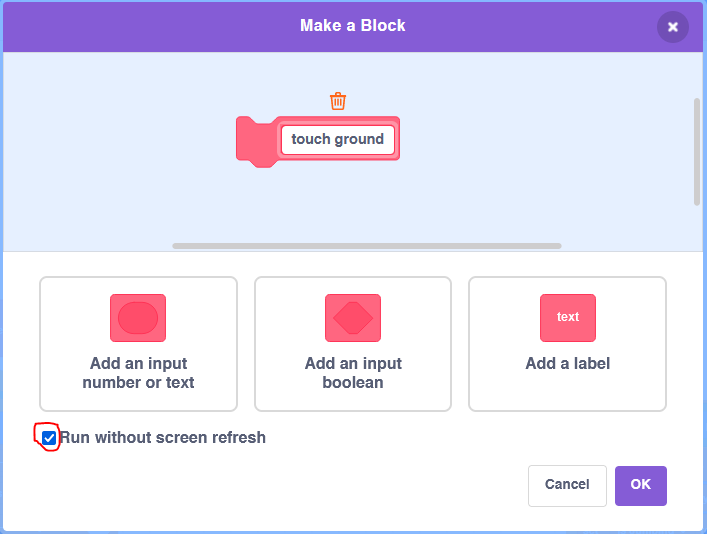 Make a Block
touch ground
Add an input
number or text
Add an input
boolean
text
Add a label
Run without screen refresh
Cancel
OK